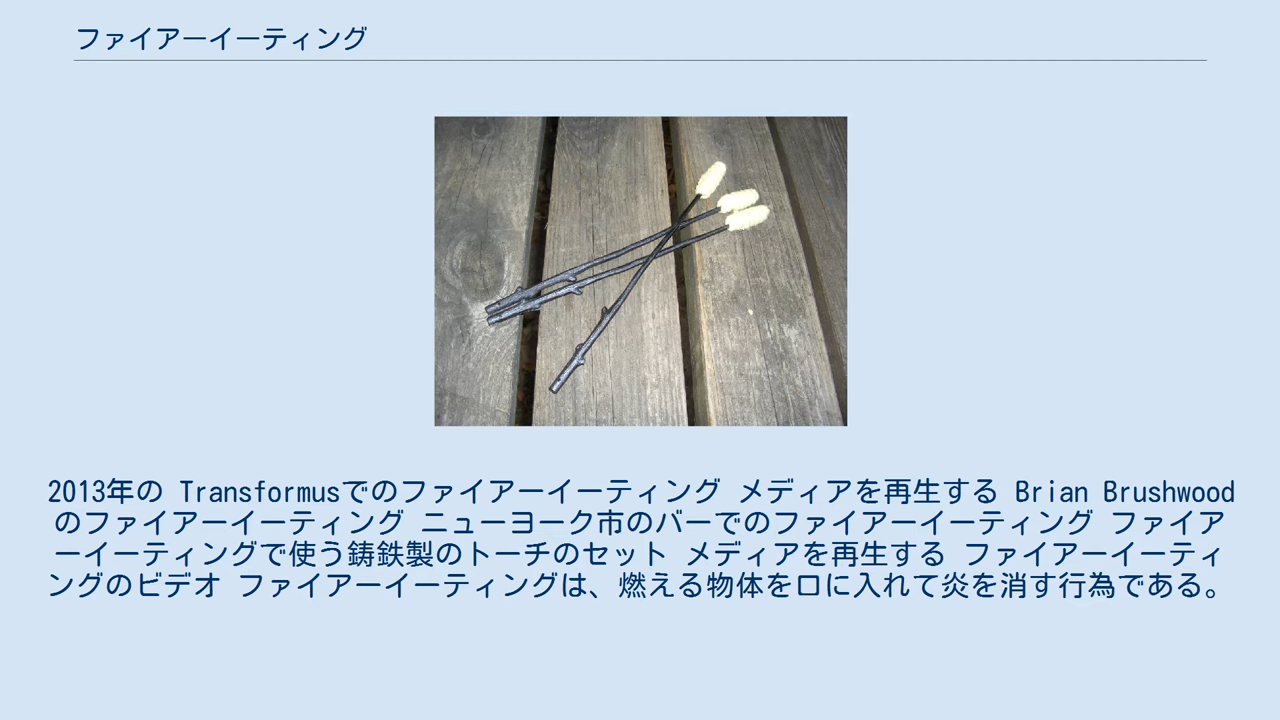 ファイアーイーティング
2013年の Transformusでのファイアーイーティング メディアを再生する Brian Brushwood
のファイアーイーティング ニューヨーク市のバーでのファイアーイーティング ファイア
ーイーティングで使う鋳鉄製のトーチのセット メディアを再生する ファイアーイーティ
ングのビデオ ファイアーイーティングは、燃える物体を口に入れて炎を消す行為である。